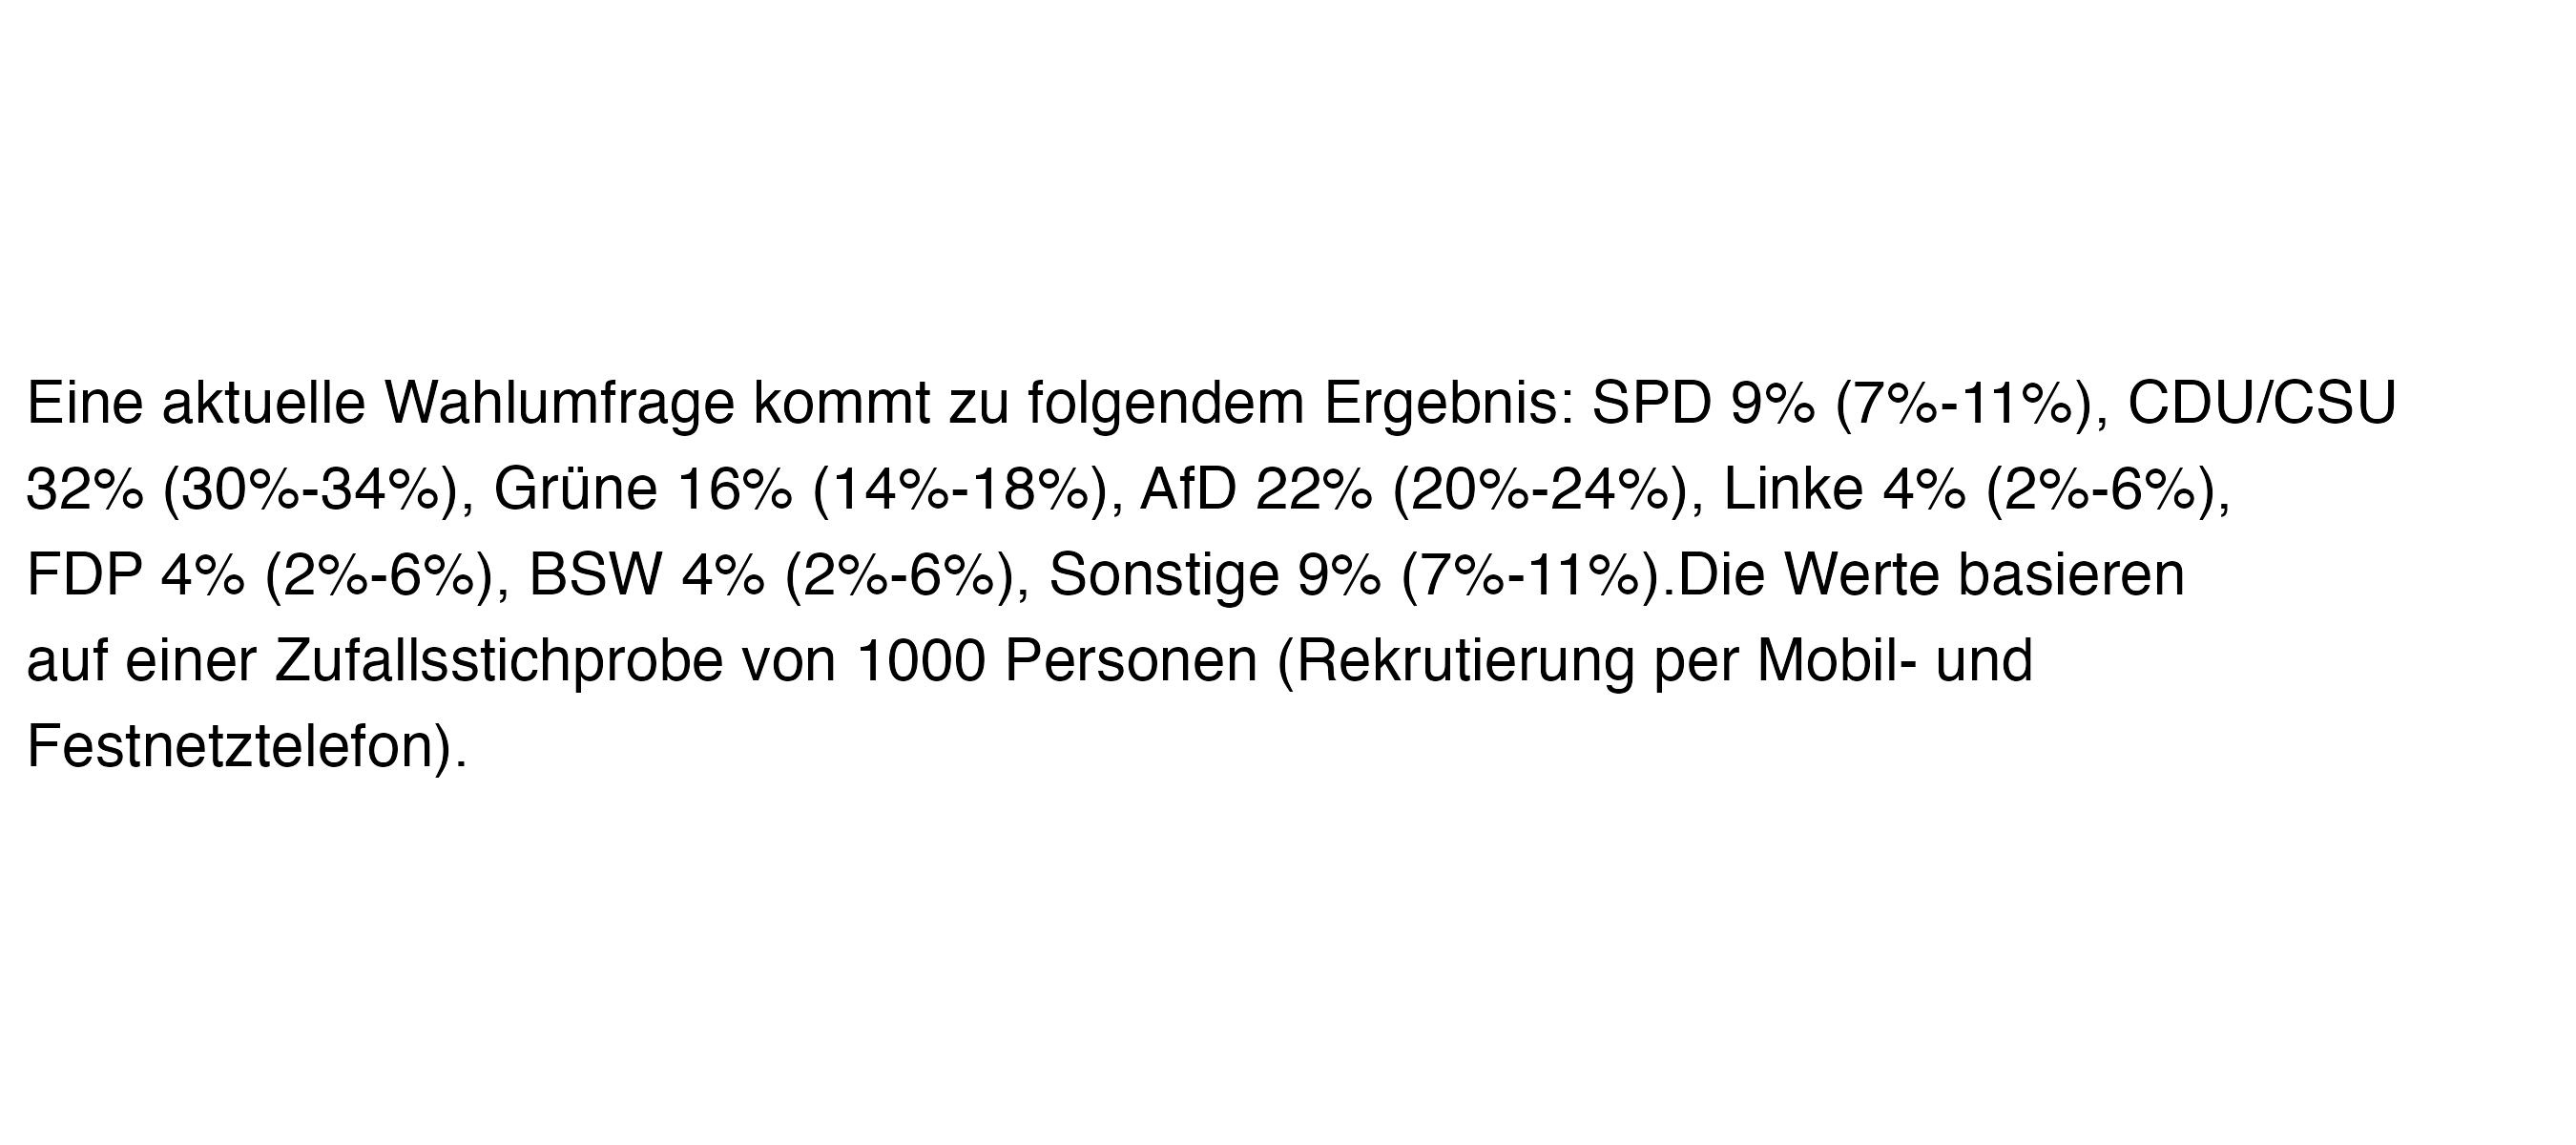 Eine aktuelle Wahlumfrage kommt zu folgendem Ergebnis: SPD 9% (7%-11%), CDU/CSU
32% (30%-34%), Grüne 16% (14%-18%), AfD 22% (20%-24%), Linke 4% (2%-6%),
FDP 4% (2%-6%), BSW 4% (2%-6%), Sonstige 9% (7%-11%).Die Werte basieren
auf einer Zufallsstichprobe von 1000 Personen (Rekrutierung per Mobil- und
Festnetztelefon).